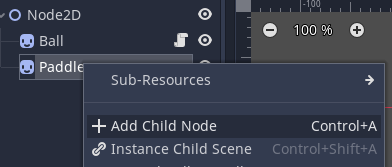 Node2D
-100
Ball
100 %
Paddle
Sub-Resources
Add Child Node Control+A
Instance Child Scene Control+Shift+A